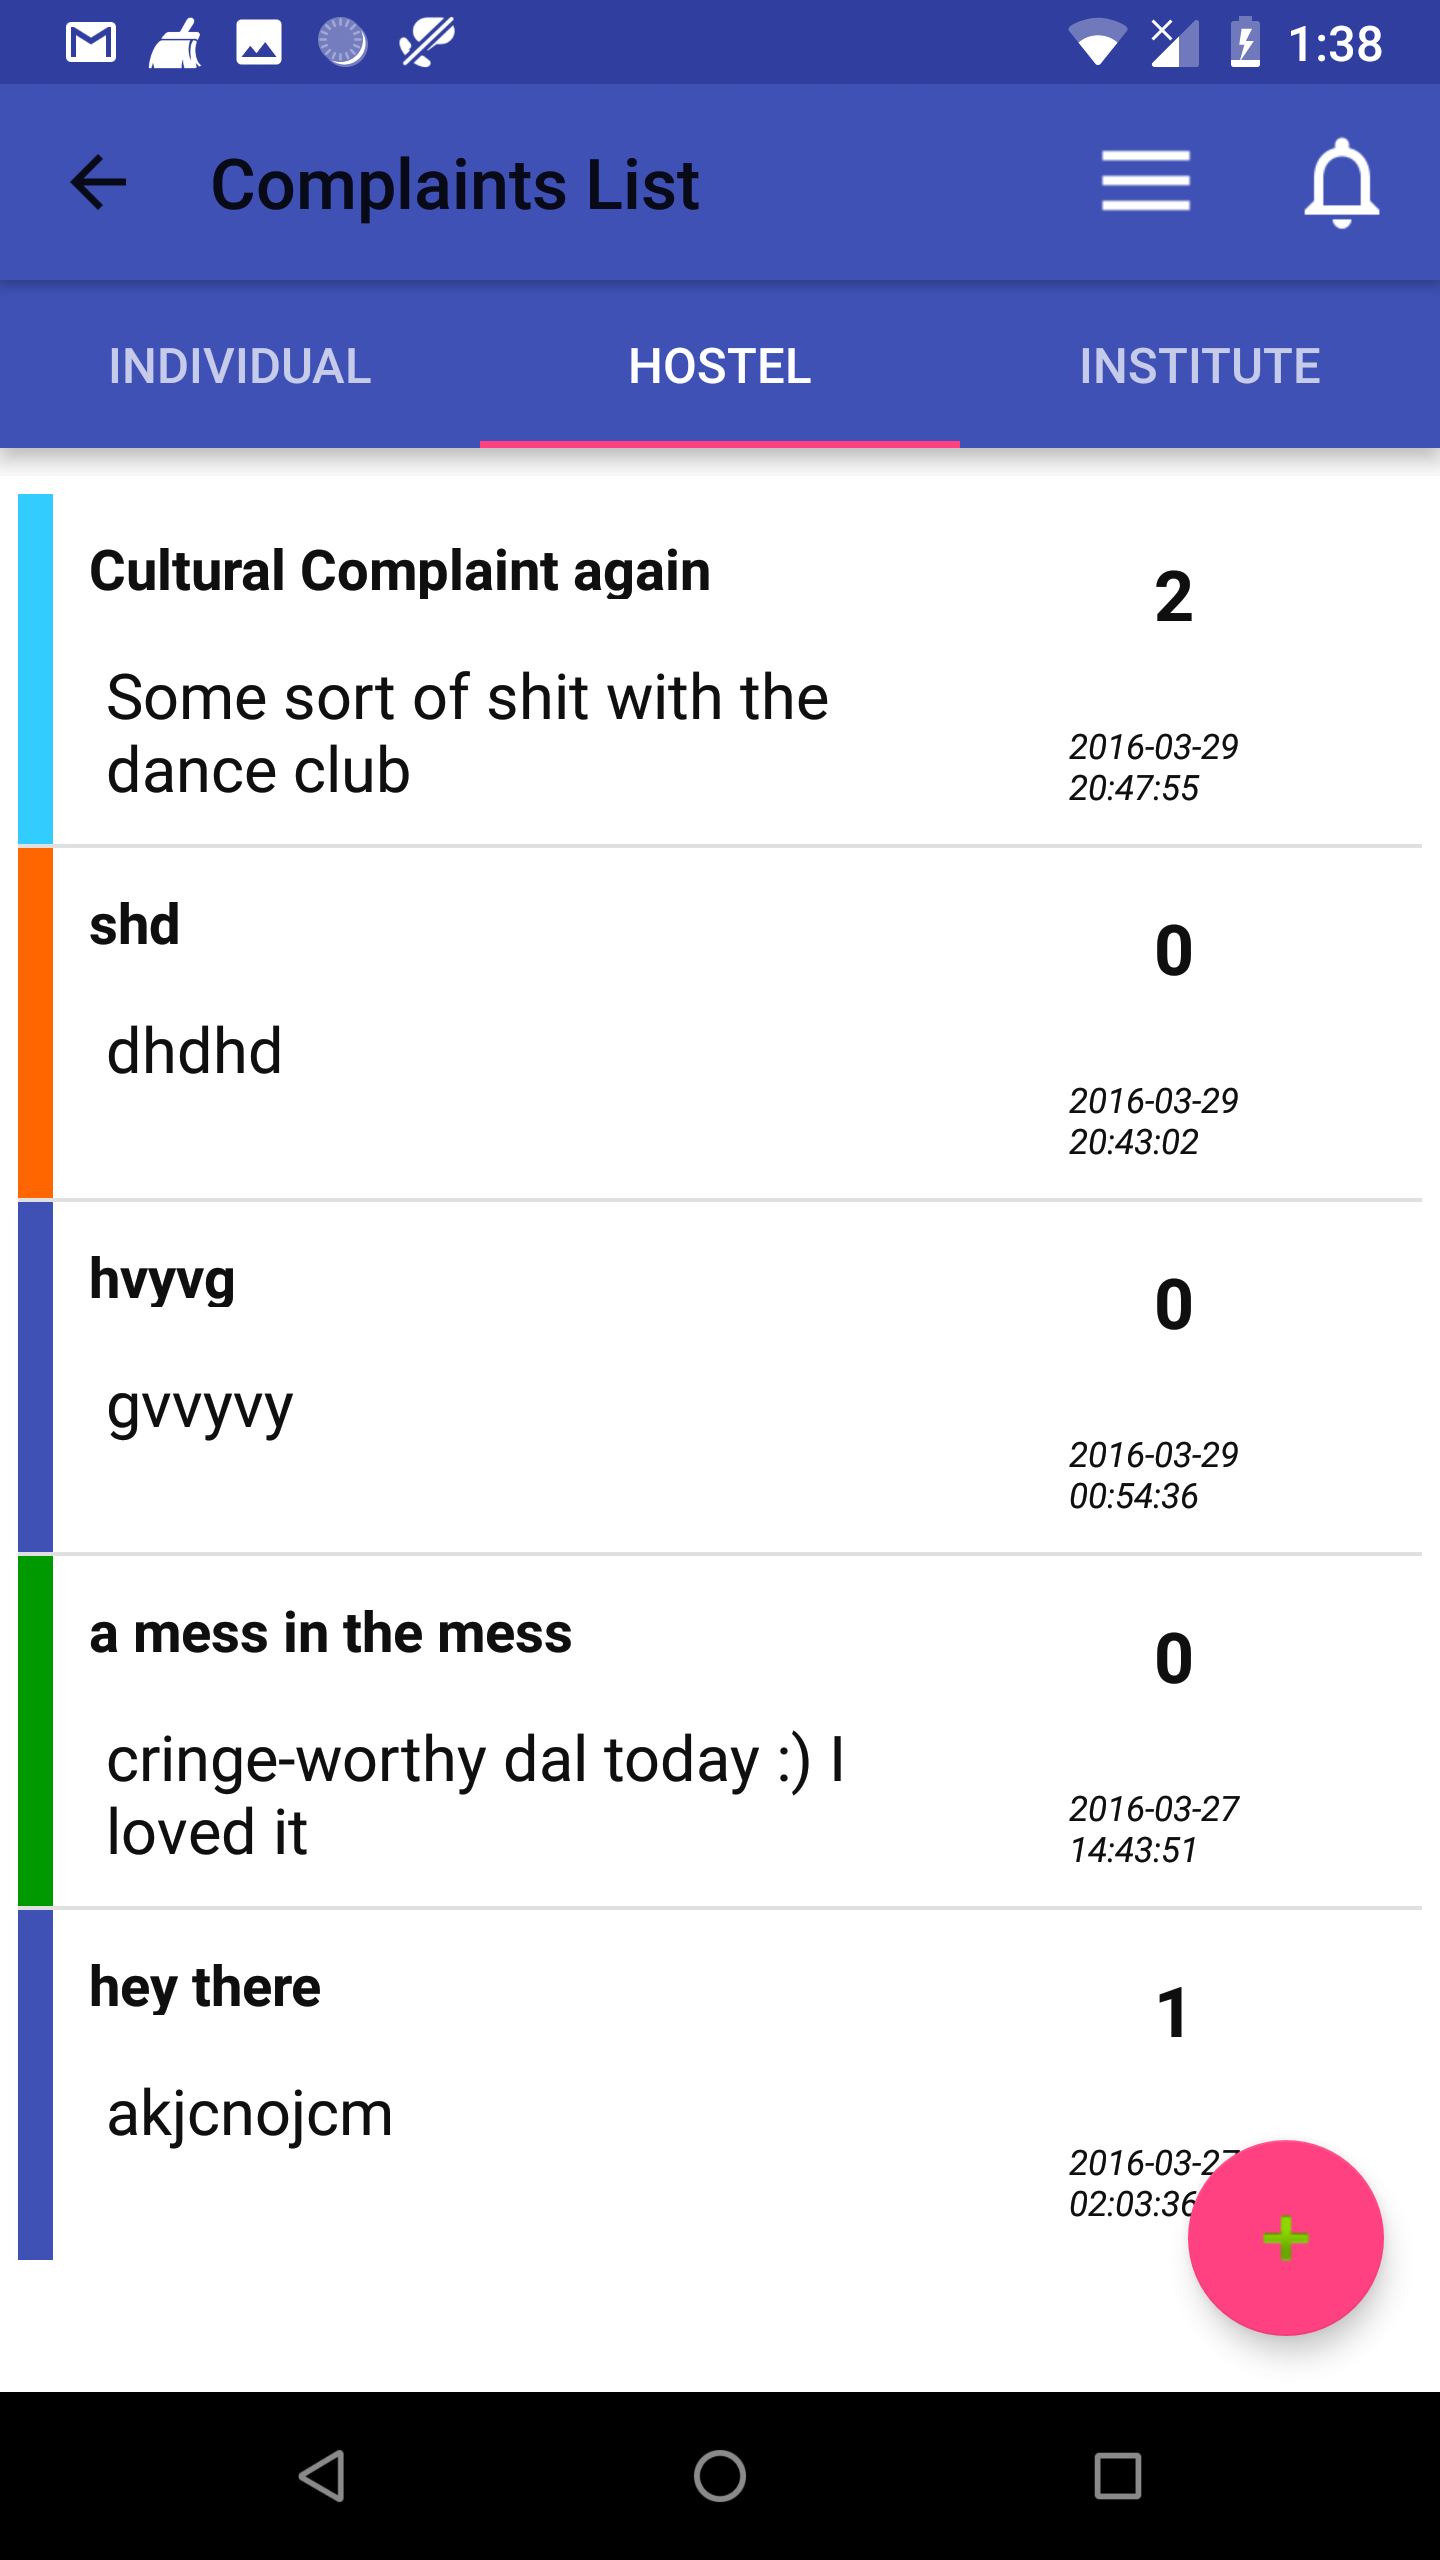 1:38
Complaints List
INDIVIDUAL
HOSTEL
INSTITUTE
Cultural Complaint again
2
Some sort of shit with the
dance club
2016-03-29
20:47:55
shd
0
dhdhd
2016-03-29
20:43:02
hvyvg
0
gvvyvy
2016-03-29
00:54:36
a mess in the mess
0
cringe-worthy dal today :) I
loved it
2016-03-27
14:43:51
hey there
1
akjcnojcm
2016-03-27
02:03:36